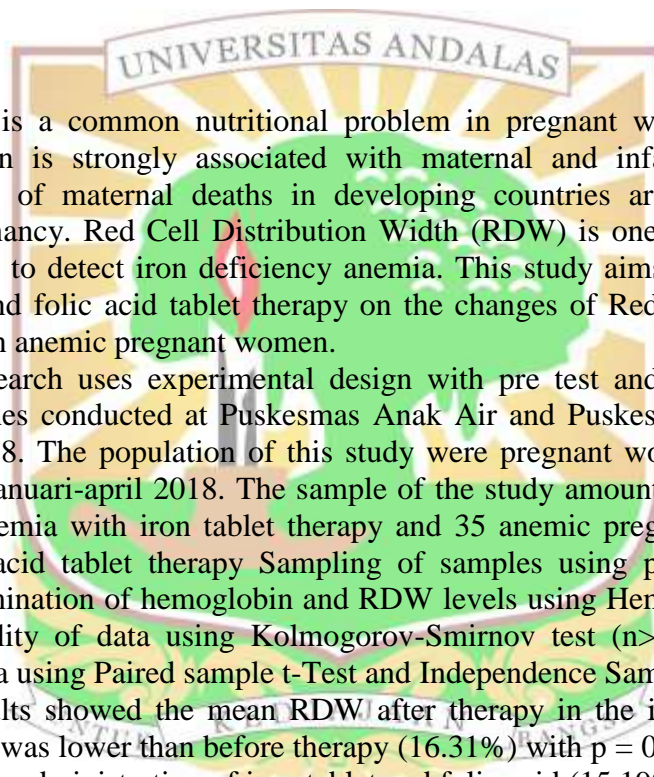 UNIVERSITAS ANDALAS
is a common nutritional problem in pregnant w
n is strongly associated with maternal and inf
of maternal deaths in developing countries ar
nancy. Red Cell Distribution Width (RDW) is one
to detect iron deficiency anemia. This study aims
nd folic acid tablet therapy on the changes of Red
n anemic pregnant women.
earch uses experimental design with pre test and
nes conducted at Puskesmas Anak Air and Puskes
8. The population of this study were pregnant wo
anuari-april 2018. The sample of the study amount
emia with iron tablet therapy and 35 anemic preg
acid tablet therapy Sampling of samples using p
mination of hemoglobin and RDW levels using Hem
lity of data using Kolmogorov-Smirnov test (n>
a using Paired sample t-Test and Independence Sam
lts showed the mean RDW after therapy in the i
was lower than before therapy (16.31%) with p = 0